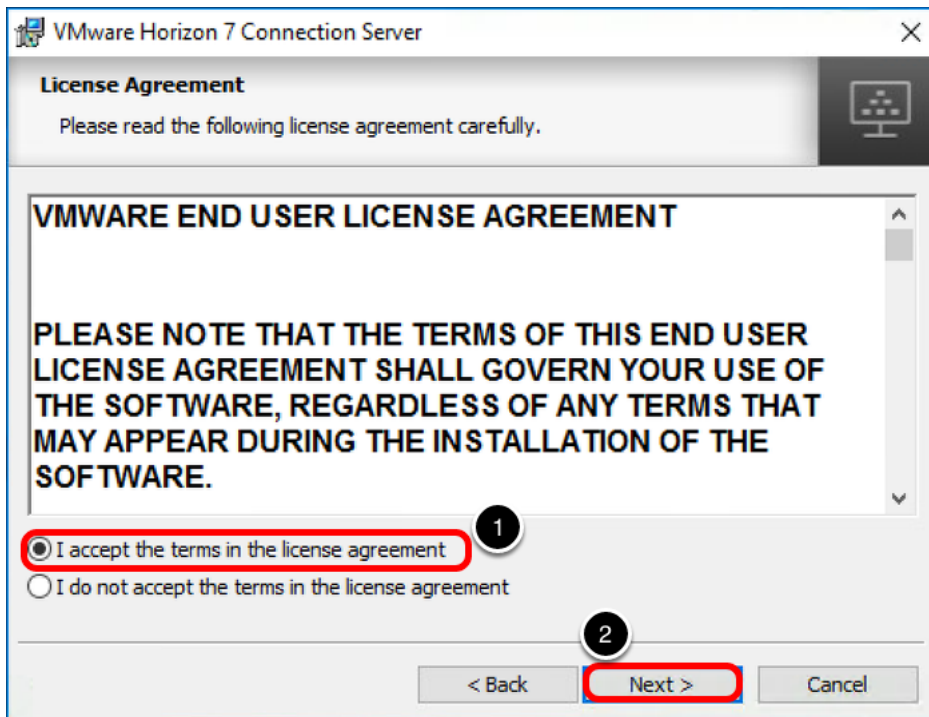 VMware Horizon 7 Connection Server
License Agreement
Please read the following license agreement carefully.
VMWARE END USER LICENSE AGREEMENT
PLEASE NOTE THAT THE TERMS OF THIS END USER
LICENSE AGREEMENT SHALL GOVERN YOUR USE OF
THE SOFTWARE, REGARDLESS OF ANY TERMS THAT
MAY APPEAR DURING THE INSTALLATION OF THE
SOFTWARE.
1
I accept the terms in the license agreement
I do not accept the terms in the license agreement
2
< Back Next > Cancel